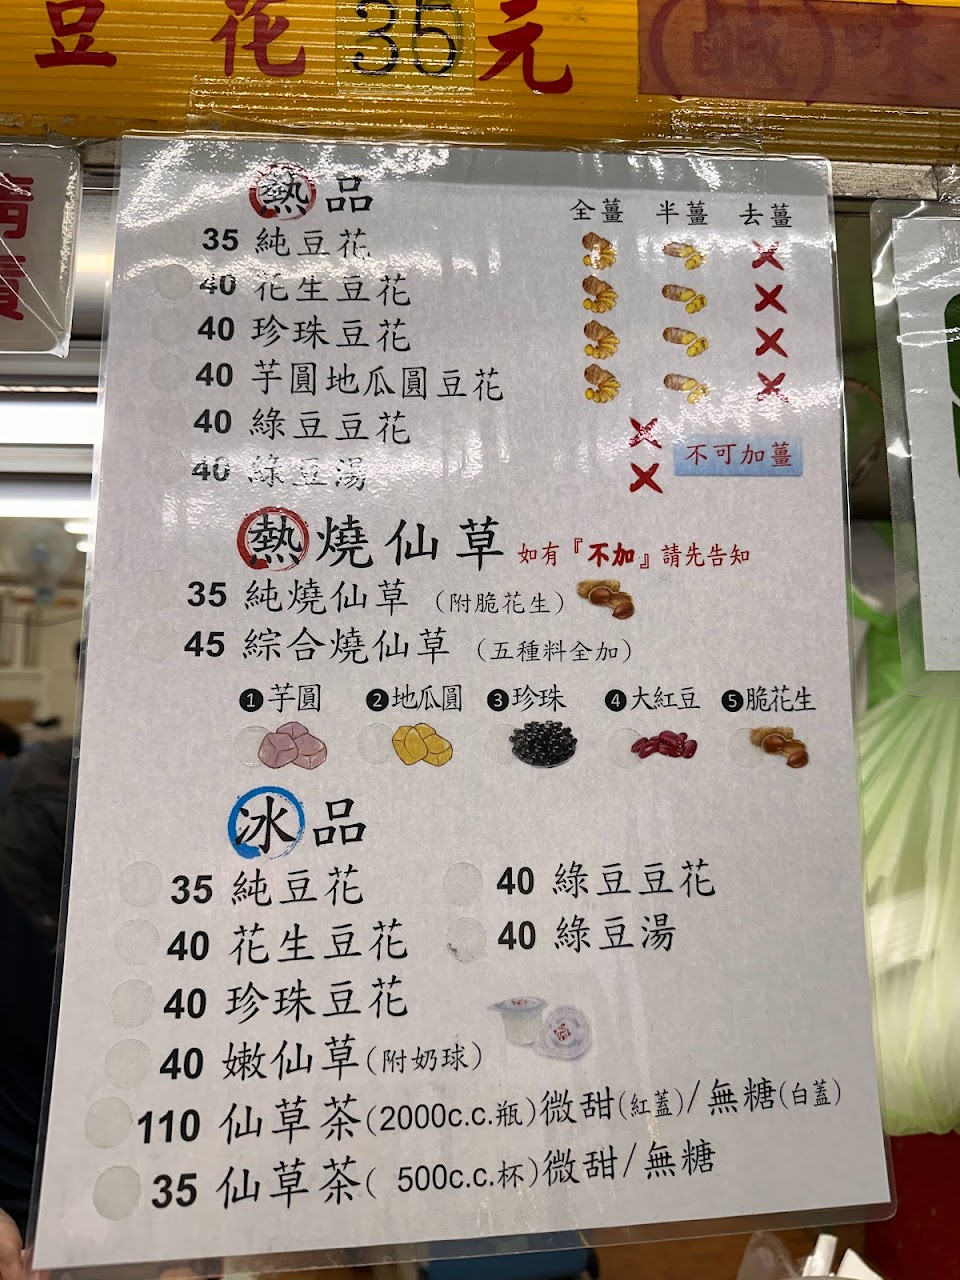 豆花35元
熱品
全薑 半薑 去薑
35 純豆花
40 花生豆花
40 珍珠豆花
40 芋圓地瓜圓豆花
40 綠豆豆花
40 綠豆湯
不可加薑
熱燒仙草 如有『不加』請先告知
35 純燒仙草 (附脆花生)
45 綜合燒仙草 (五種料全加)
❶芋圓 ❷地瓜圓 ❸珍珠 ❹大紅豆 ❺脆花生
冰品
35 純豆花 40 綠豆豆花
40 花生豆花 40 綠豆湯
40 珍珠豆花
40 嫩仙草(附奶球)
110 仙草茶(2000c.c.瓶)微甜(紅蓋)/無糖(白蓋)
35 仙草茶( 500c.c.杯)微甜/無糖